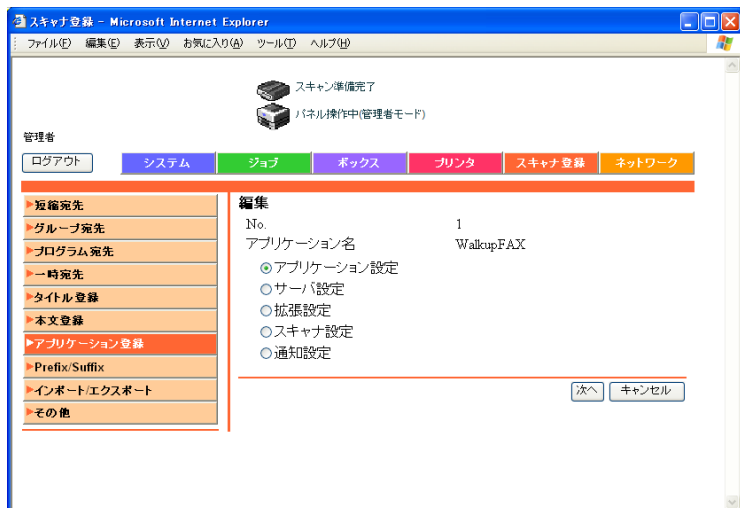 スキャナ登録 - Microsoft Internet Explorer
ファイル(F) 編集(E) 表示(V) お気に入り(A) ツール(T) ヘルプ(H)
スキャン準備完了
パネル操作中(管理者モード)
管理者
ログアウト システム ジョブ ボックス プリンタ スキャナ登録 ネットワーク
短縮宛先
グループ宛先
プログラム宛先
一時宛先
タイトル登録
本文登録
アプリケーション登録
Prefix/Suffix
インポート/エクスポート
その他
編集
No. 1
アプリケーション名 WalkupFAX
アプリケーション設定
サーバ設定
拡張設定
スキャナ設定
通知設定
次へ キャンセル